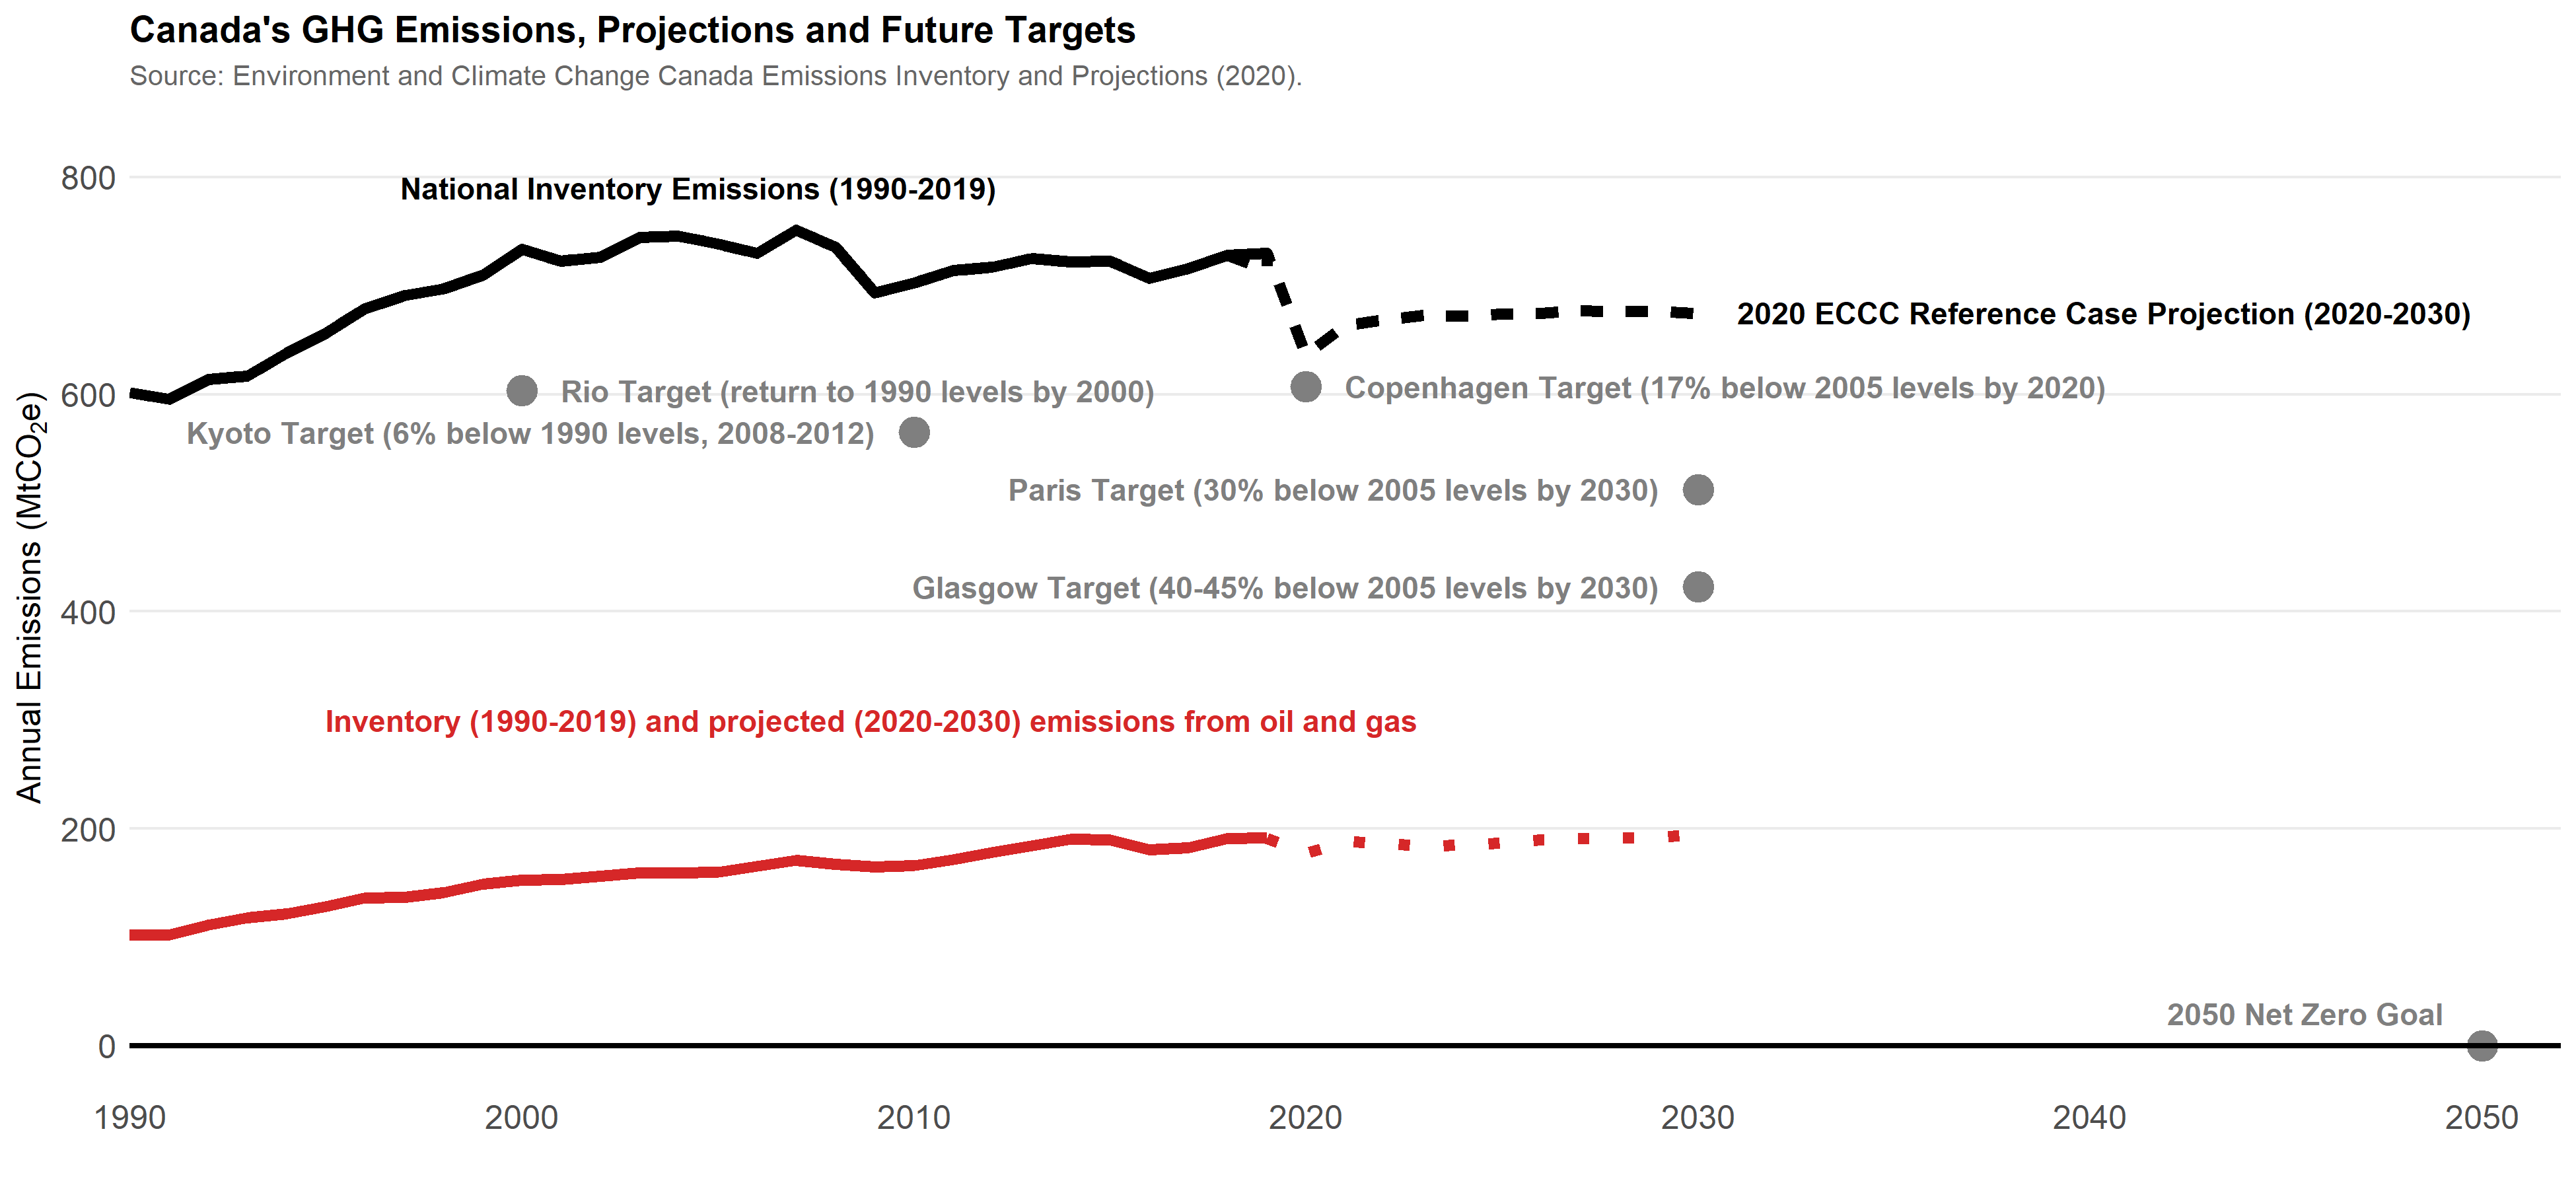 Canada's GHG Emissions, Projections and Future Targets
Source: Environment and Climate Change Canada Emissions Inventory and Projections (2020).
Annual Emissions (MtCO₂e)
800
National Inventory Emissions (1990-2019)
2020 ECCC Reference Case Projection (2020-2030)
600
Rio Target (return to 1990 levels by 2000)
Copenhagen Target (17% below 2005 levels by 2020)
Kyoto Target (6% below 1990 levels, 2008-2012)
Paris Target (30% below 2005 levels by 2030)
Glasgow Target (40-45% below 2005 levels by 2030)
400
Inventory (1990-2019) and projected (2020-2030) emissions from oil and gas
200
2050 Net Zero Goal
0
1990 2000 2010 2020 2030 2040 2050